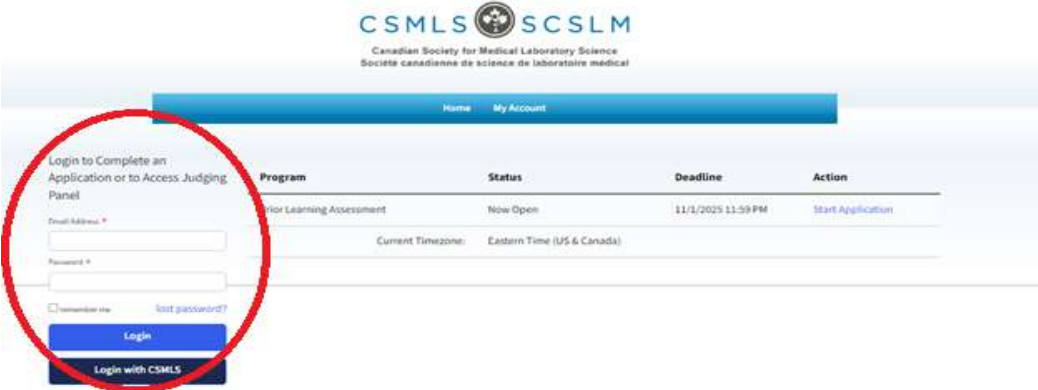 CSMLS SCSLM
Canadian Society for Medical Laboratory Science
Société canadienne de science de laboratoire médical
Home My Account
Login to Complete an
Application or to Access Judging
Panel
Email Address *
Password *
remember me lost password?
Login
Login with CSMLS
Program Status Deadline Action
rior Learning Assessment Now Open 11/1/2025 11:59 PM Start Application
Current Timezone: Eastern Time (US & Canada)